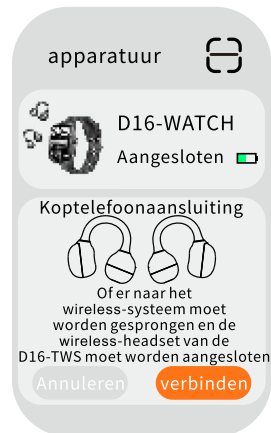 apparatuur
D16-WATCH
Aangesloten
Koptelefoonaansluiting
Of er naar het
wireless-systeem moet
worden gesprongen en de
wireless-headset van de
D16-TWS moet worden aangesloten
Annuleren verbinden